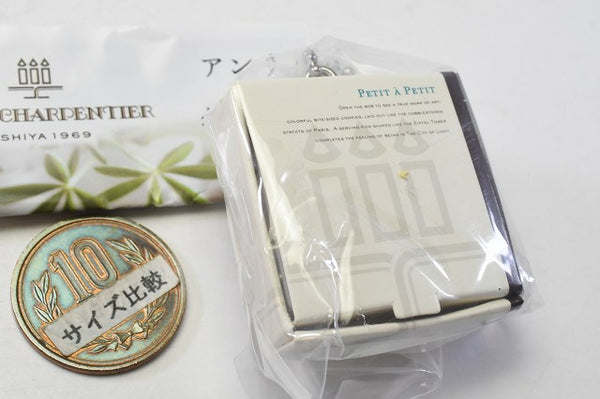 アン
CHARPENTIER
SHIYA 1969
PETIT À PETIT
OPEN THE BOX TO SEE A TRUE WORK OF ART:
COLORFUL BITE-SIZED COOKIES, LAID OUT LIKE THE COBBLESTONED
STREETS OF PARIS. A SERVING PICK SHAPED LIKE THE EIFFEL TOWER
COMPLETES THE FEELING OF BEING IN THE CITY OF LIGHT
10
サイズ比較